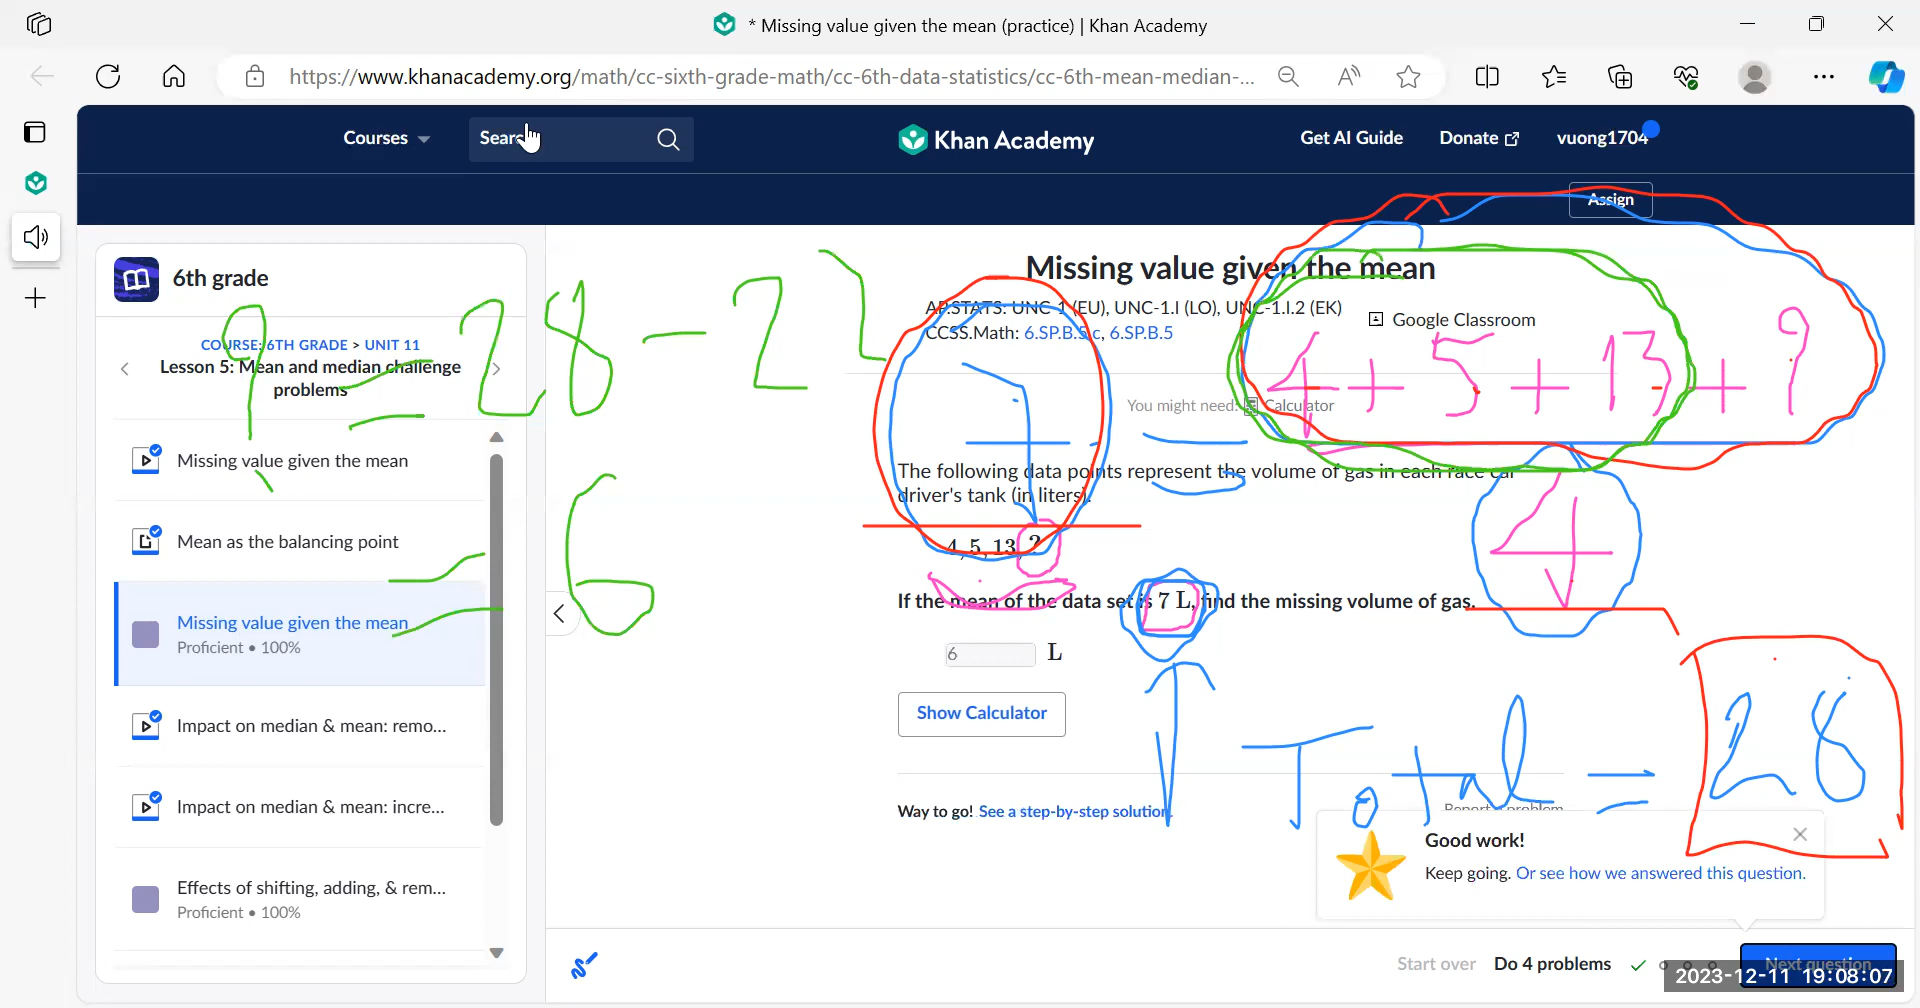 * Missing value given the mean (practice) | Khan Academy
https://www.khanacademy.org/math/cc-sixth-grade-math/cc-6th-data-statistics/cc-6th-mean-median-...
Courses
Search
Khan Academy
Get AI Guide
Donate
vuong1704
Assign
6th grade
COURSE: 6TH GRADE > UNIT 11
Lesson 5: Mean and median challenge
problems
Missing value given the mean
Mean as the balancing point
Missing value given the mean
Proficient • 100%
Impact on median & mean: remo...
Impact on median & mean: incre...
Effects of shifting, adding, & rem...
Proficient • 100%
Missing value given the mean
AP.STATS: UNC-1 (EU), UNC-1.I (LO), UNC-1.I.2 (EK)
CCSS.Math: 6.SP.B.5.c, 6.SP.B.5
Google Classroom
You might need: Calculator
The following data points represent the volume of gas in each race car
driver's tank (in liters).
4, 5, 13, ?
If the mean of the data set is 7 L, find the missing volume of gas.
6 L
Show Calculator
Way to go! See a step-by-step solution.
Report a problem
Good work!
Keep going. Or see how we answered this question.
Start over
Do 4 problems
Next question
2023-12-11 19:08:07
? = 28 - 22
= 6
4 + 5 + 13 + ?
4
Total = 28